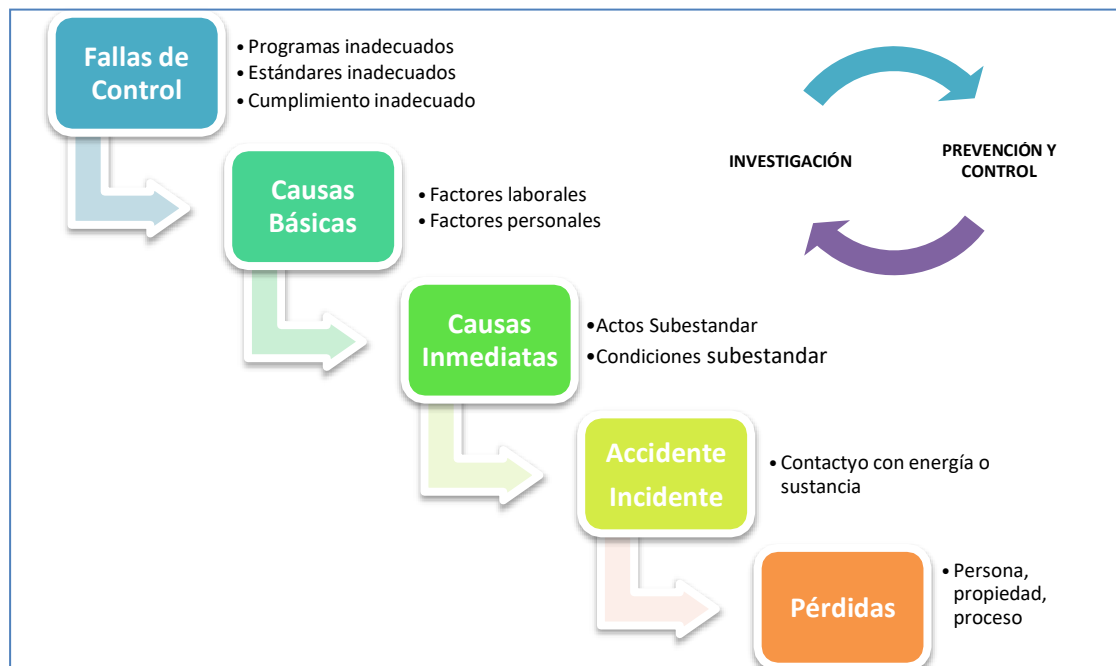 Fallas de
Control
• Programas inadecuados
• Estándares inadecuados
• Cumplimiento inadecuado
INVESTIGACIÓN
PREVENCIÓN Y
CONTROL
Causas
Básicas
• Factores laborales
• Factores personales
Causas
Inmediatas
•Actos Subestandar
•Condiciones subestandar
Accidente
Incidente
• Contactyo con energía o
sustancia
Pérdidas
• Persona,
propiedad,
proceso